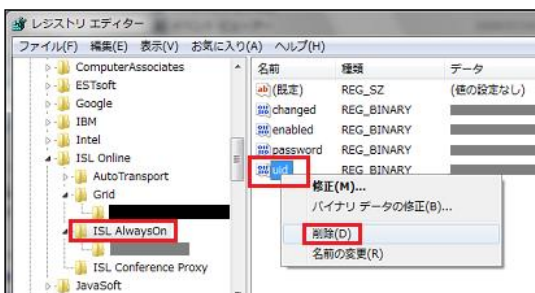 レジストリ エディター
ファイル(F) 編集(E) 表示(V) お気に入り(A) ヘルプ(H)
ComputerAssociates
ESTsoft
Google
IBM
Intel
ISL Online
AutoTransport
Grid
ISL AlwaysOn
ISL Conference Proxy
JavaSoft
名前 種類 データ
(既定) REG_SZ (値の設定なし)
changed REG_BINARY
enabled REG_BINARY
password REG_BINARY
uid REG_BINARY
修正(M)...
バイナリ データの修正(B)...
削除(D)
名前の変更(R)